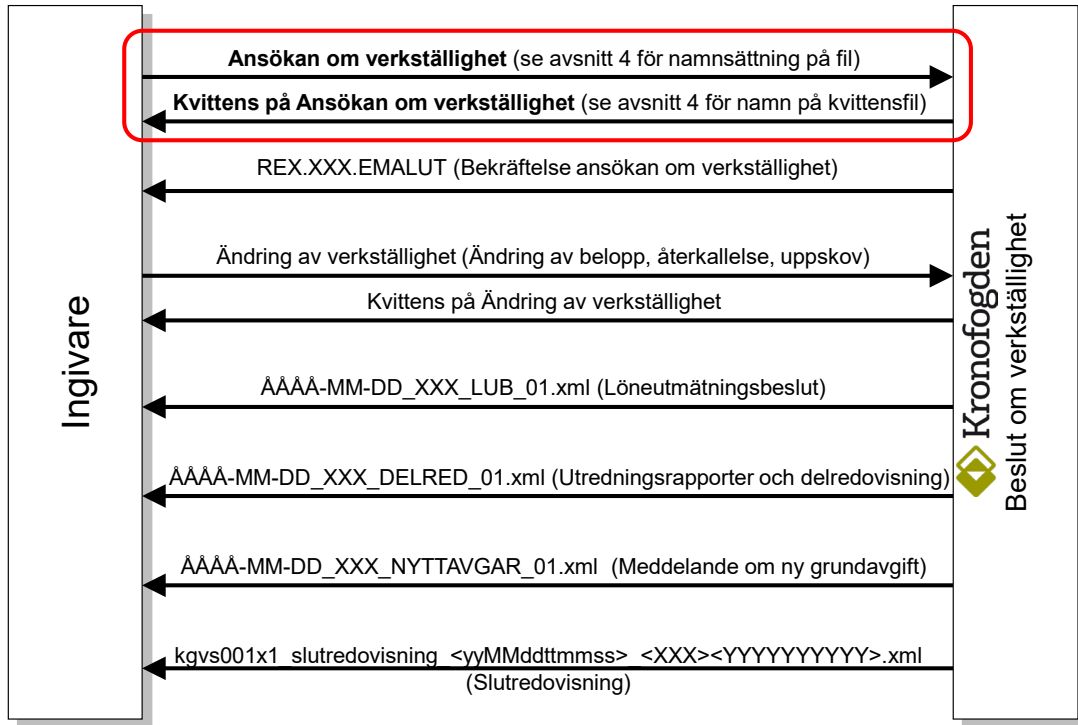 Ansökan om verkställighet (se avsnitt 4 för namnsättning på fil)
Kvittens på Ansökan om verkställighet (se avsnitt 4 för namn på kvittensfil)
REX.XXX.EMALUT (Bekräftelse ansökan om verkställighet)
Ändring av verkställighet (Ändring av belopp, återkallelse, uppskov)
Kvittens på Ändring av verkställighet
ÅÅÅÅ-MM-DD_XXX_LUB_01.xml (Löneutmätningsbeslut)
ÅÅÅÅ-MM-DD_XXX_DELRED_01.xml (Utredningsrapporter och delredovisning)
ÅÅÅÅ-MM-DD_XXX_NYTTAVGAR_01.xml (Meddelande om ny grundavgift)
kgvs001x1_slutredovisning_<yyMMddttmmss>_<XXX><YYYYYYYYYY>.xml
(Slutredovisning)
Ingivare
Kronofogden
Beslut om verkställighet